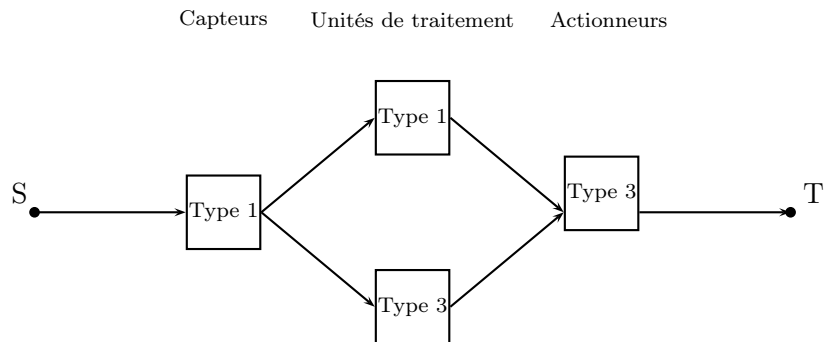 Capteurs Unités de traitement Actionneurs
Type 1
S Type 1 Type 3 T
Type 3